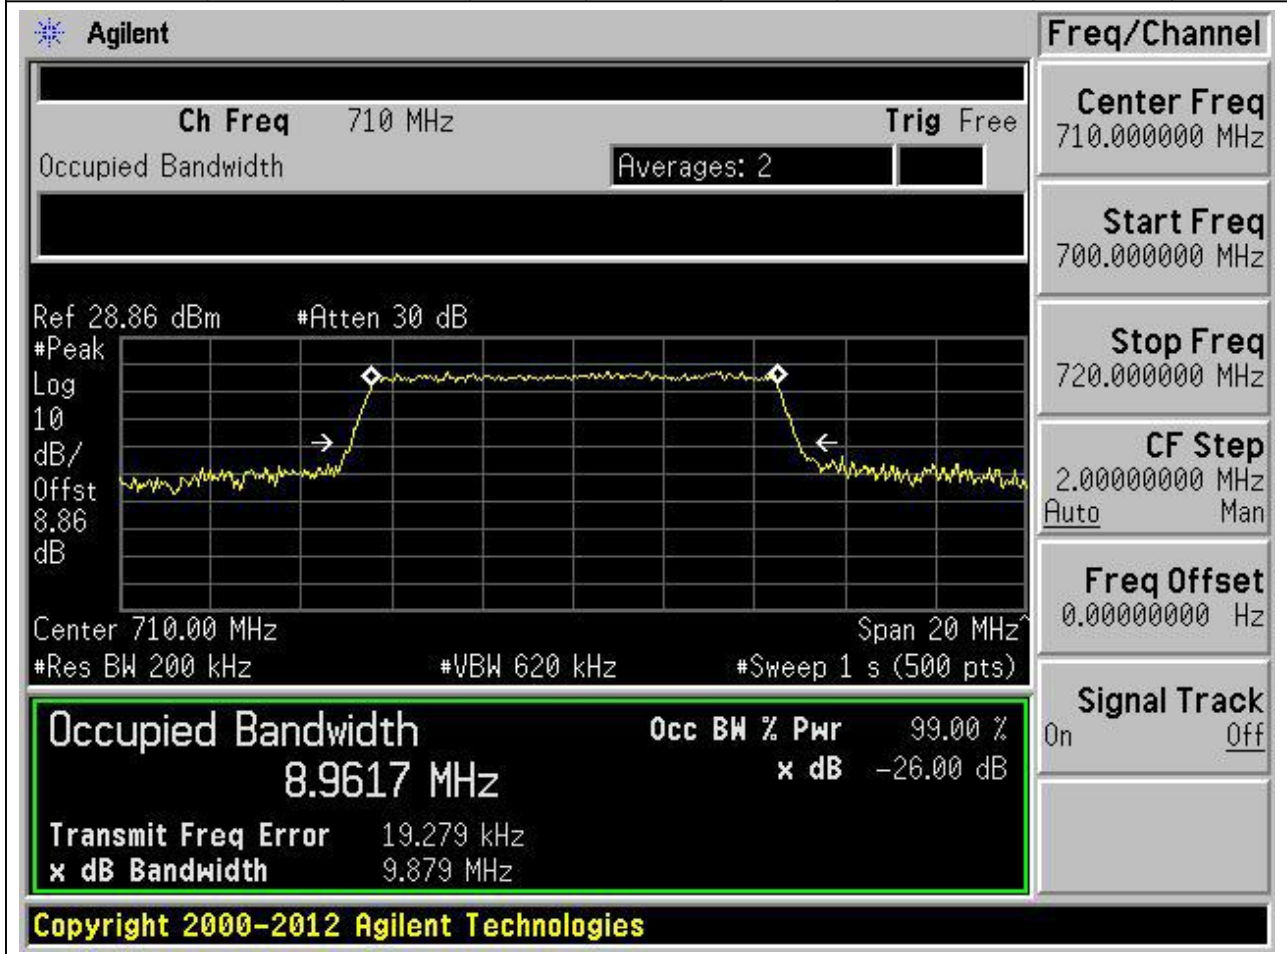 Agilent
Freq/Channel
Ch Freq 710 MHz Trig Free
Occupied Bandwidth Averages: 2
Center Freq
710.000000 MHz
Start Freq
700.000000 MHz
Stop Freq
720.000000 MHz
CF Step
2.00000000 MHz
Auto Man
Freq Offset
0.00000000 Hz
Signal Track
On Off
Ref 28.86 dBm #Atten 30 dB
#Peak
Log
10
dB/
Offst
8.86
dB
Center 710.00 MHz Span 20 MHz^
#Res BW 200 kHz #VBW 620 kHz #Sweep 1 s (500 pts)
Occupied Bandwidth Occ BW % Pwr 99.00 %
8.9617 MHz x dB -26.00 dB
Transmit Freq Error 19.279 kHz
x dB Bandwidth 9.879 MHz
Copyright 2000-2012 Agilent Technologies